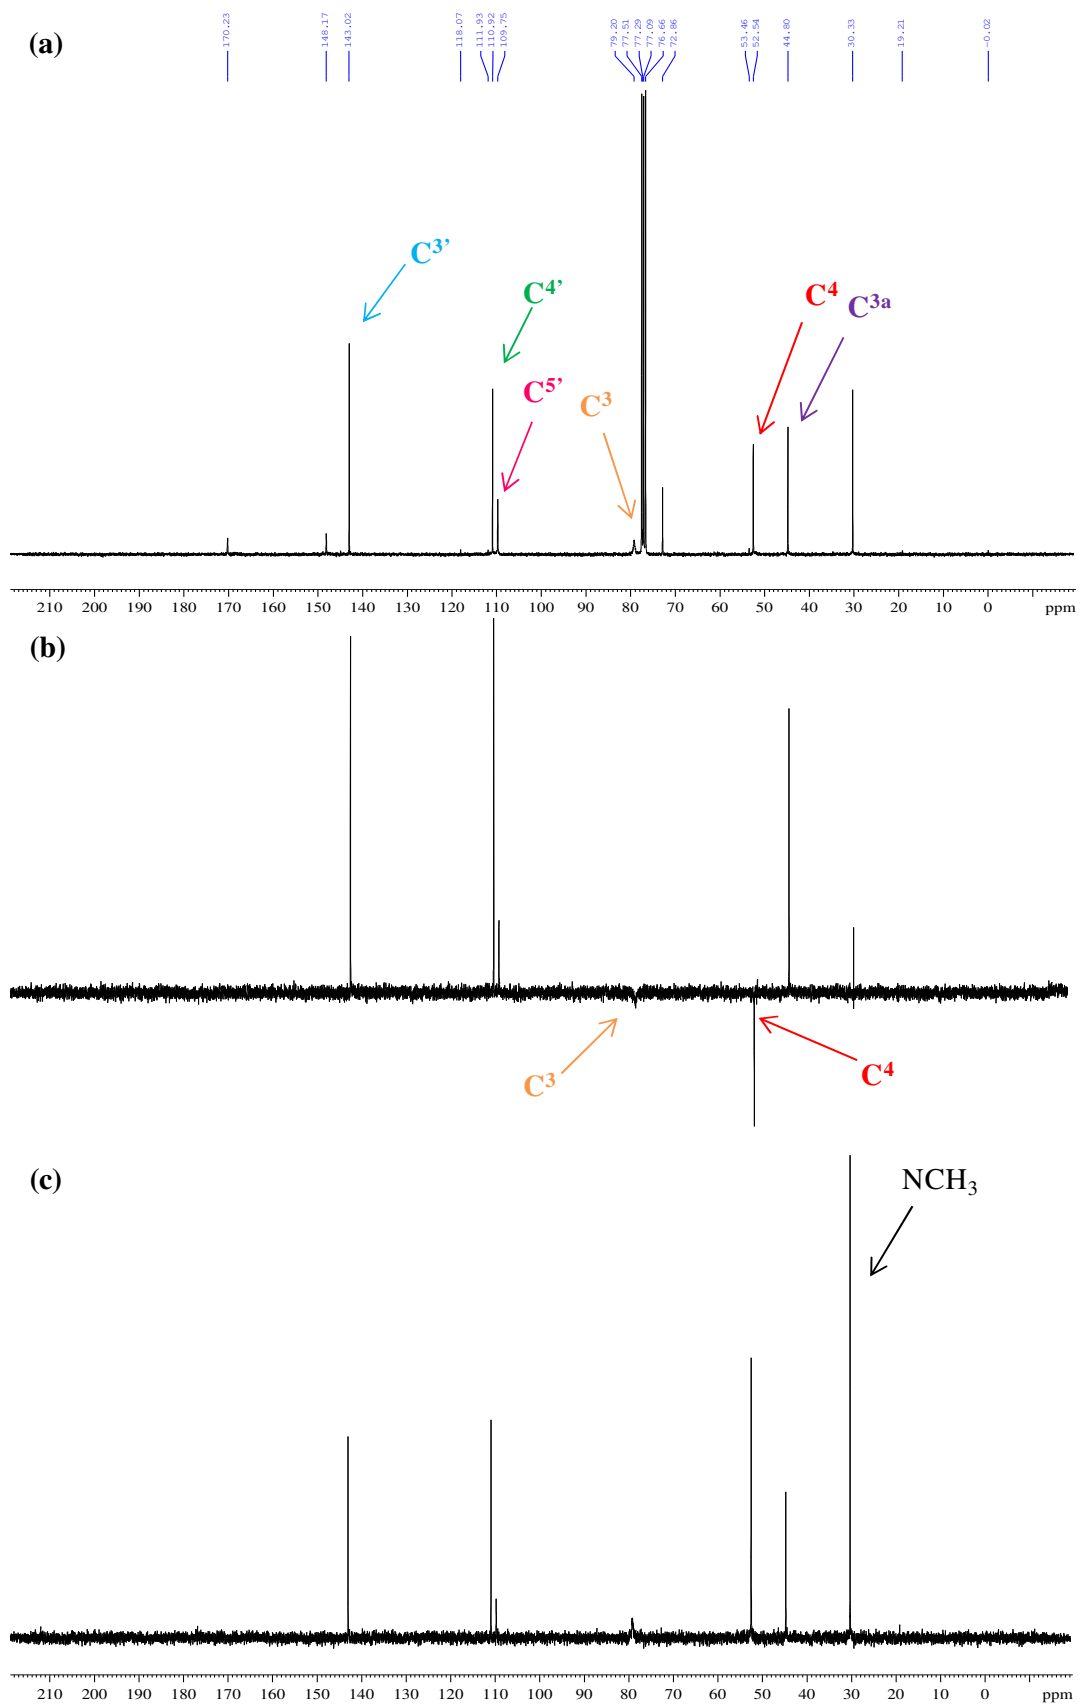 (a)
170.23
148.17
143.02
118.07
111.93
110.92
109.75
79.20
77.51
77.29
77.09
76.66
72.86
53.46
52.54
44.80
30.33
19.21
-0.02
C3’
C4’
C5’
C3
C4
C3a
210 200 190 180 170 160 150 140 130 120 110 100 90 80 70 60 50 40 30 20 10 0 ppm
(b)
C3
C4
(c)
NCH3
210 200 190 180 170 160 150 140 130 120 110 100 90 80 70 60 50 40 30 20 10 0 ppm